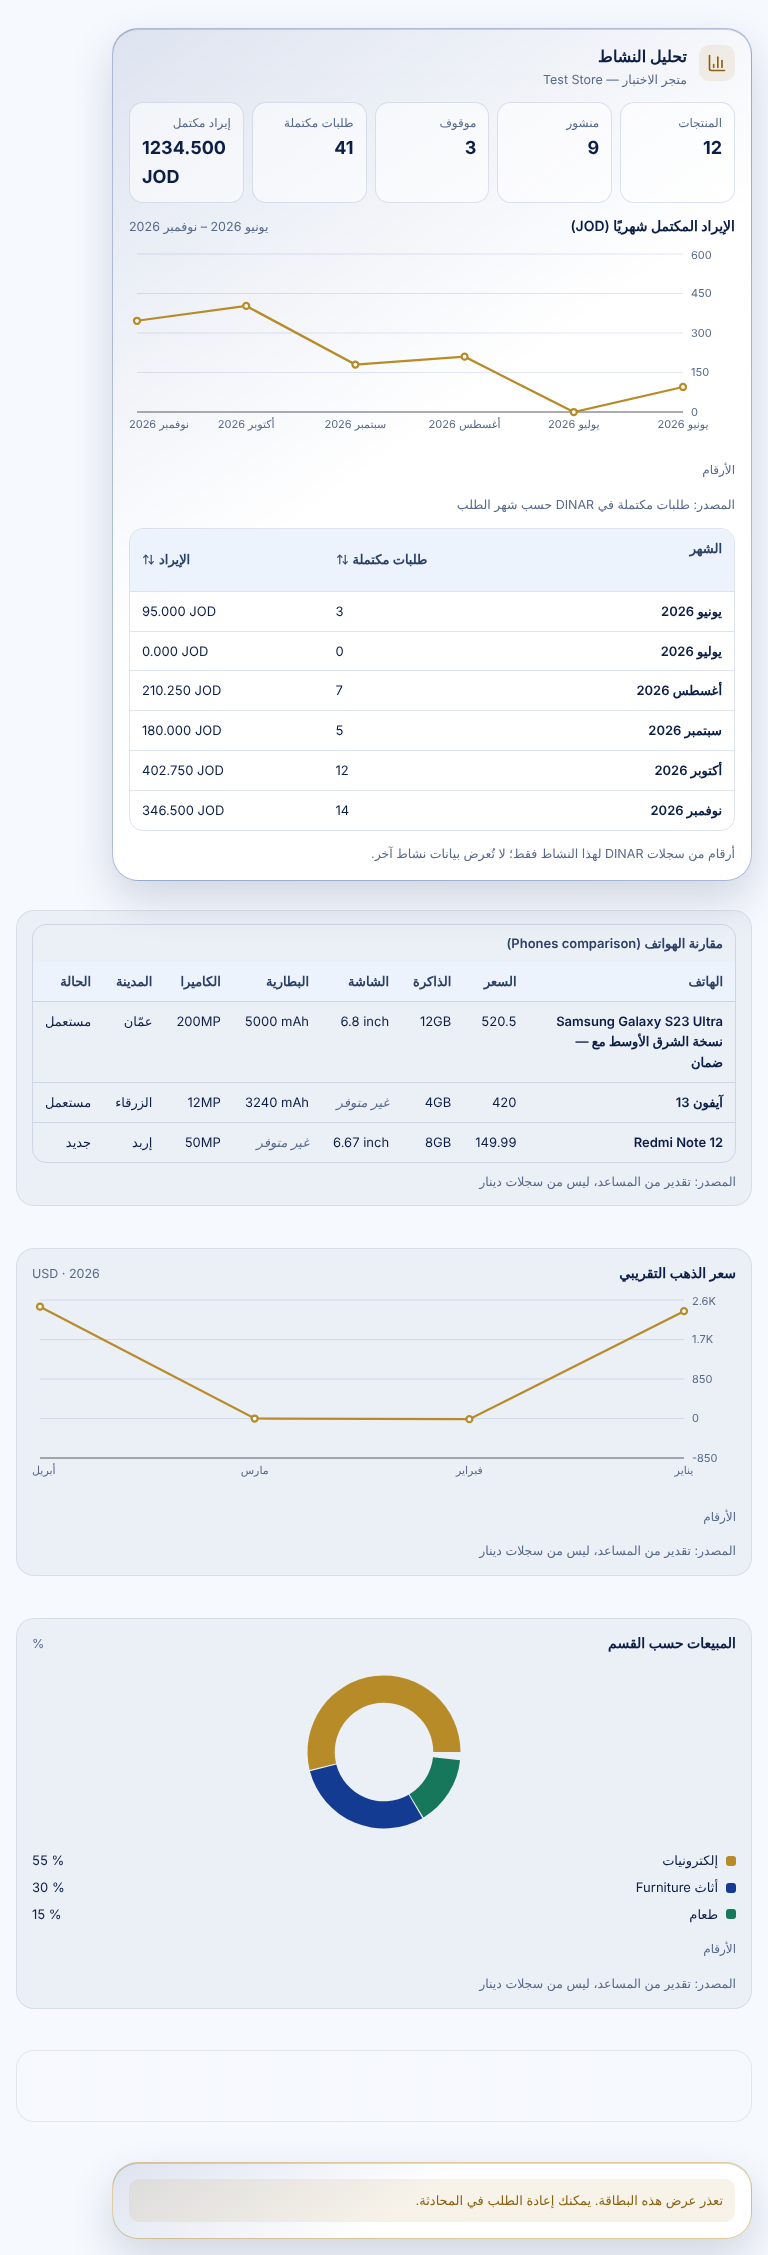 تحليل النشاط
متجر الاختبار — Test Store
المنتجات
12
منشور
9
موقوف
3
طلبات مكتملة
41
إيراد مكتمل
1234.500
JOD
الإيراد المكتمل شهريًا (JOD)
يونيو 2026 – نوفمبر 2026
600
450
300
150
0
يونيو 2026 يوليو 2026 أغسطس 2026 سبتمبر 2026 أكتوبر 2026 نوفمبر 2026
الأرقام
المصدر: طلبات مكتملة في DINAR حسب شهر الطلب
الشهر طلبات مكتملة ⇅ الإيراد ⇅
يونيو 2026 3 95.000 JOD
يوليو 2026 0 0.000 JOD
أغسطس 2026 7 210.250 JOD
سبتمبر 2026 5 180.000 JOD
أكتوبر 2026 12 402.750 JOD
نوفمبر 2026 14 346.500 JOD
أرقام من سجلات DINAR لهذا النشاط فقط؛ لا تُعرض بيانات نشاط آخر.
مقارنة الهواتف (Phones comparison)
الهاتف السعر الذاكرة الشاشة البطارية الكاميرا المدينة الحالة
Samsung Galaxy S23 Ultra 520.5 12GB 6.8 inch 5000 mAh 200MP عمّان مستعمل
— نسخة الشرق الأوسط مع
ضمان
آيفون 13 420 4GB غير متوفر 3240 mAh 12MP الزرقاء مستعمل
Redmi Note 12 149.99 8GB 6.67 inch غير متوفر 50MP إربد جديد
المصدر: تقدير من المساعد، ليس من سجلات دينار
سعر الذهب التقريبي
USD · 2026
2.6K
1.7K
850
0
-850
يناير فبراير مارس أبريل
الأرقام
المصدر: تقدير من المساعد، ليس من سجلات دينار
المبيعات حسب القسم
%
إلكترونيات 55 %
أثاث Furniture 30 %
طعام 15 %
الأرقام
المصدر: تقدير من المساعد، ليس من سجلات دينار
تعذر عرض هذه البطاقة. يمكنك إعادة الطلب في المحادثة.